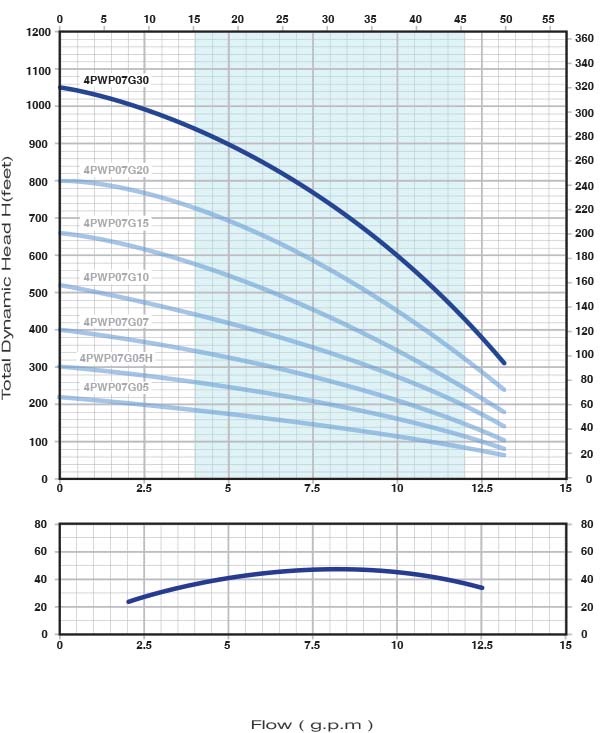 0 5 10 15 20 25 30 35 40 45 50 55
1200 360
340
1100
320
1000
300
280
900
260
800
240
700
220
200
600
180
160
500
140
400
120
100
300
80
200
60
40
100
20
0 0
4PWP07G30
4PWP07G20
4PWP07G15
4PWP07G10
4PWP07G07
4PWP07G05H
4PWP07G05
0 2.5 5 7.5 10 12.5 15
Total Dynamic Head H(feet)
80 80
60 60
40 40
20 20
0 0
0 2.5 5 7.5 10 12.5 15
Flow ( g.p.m )